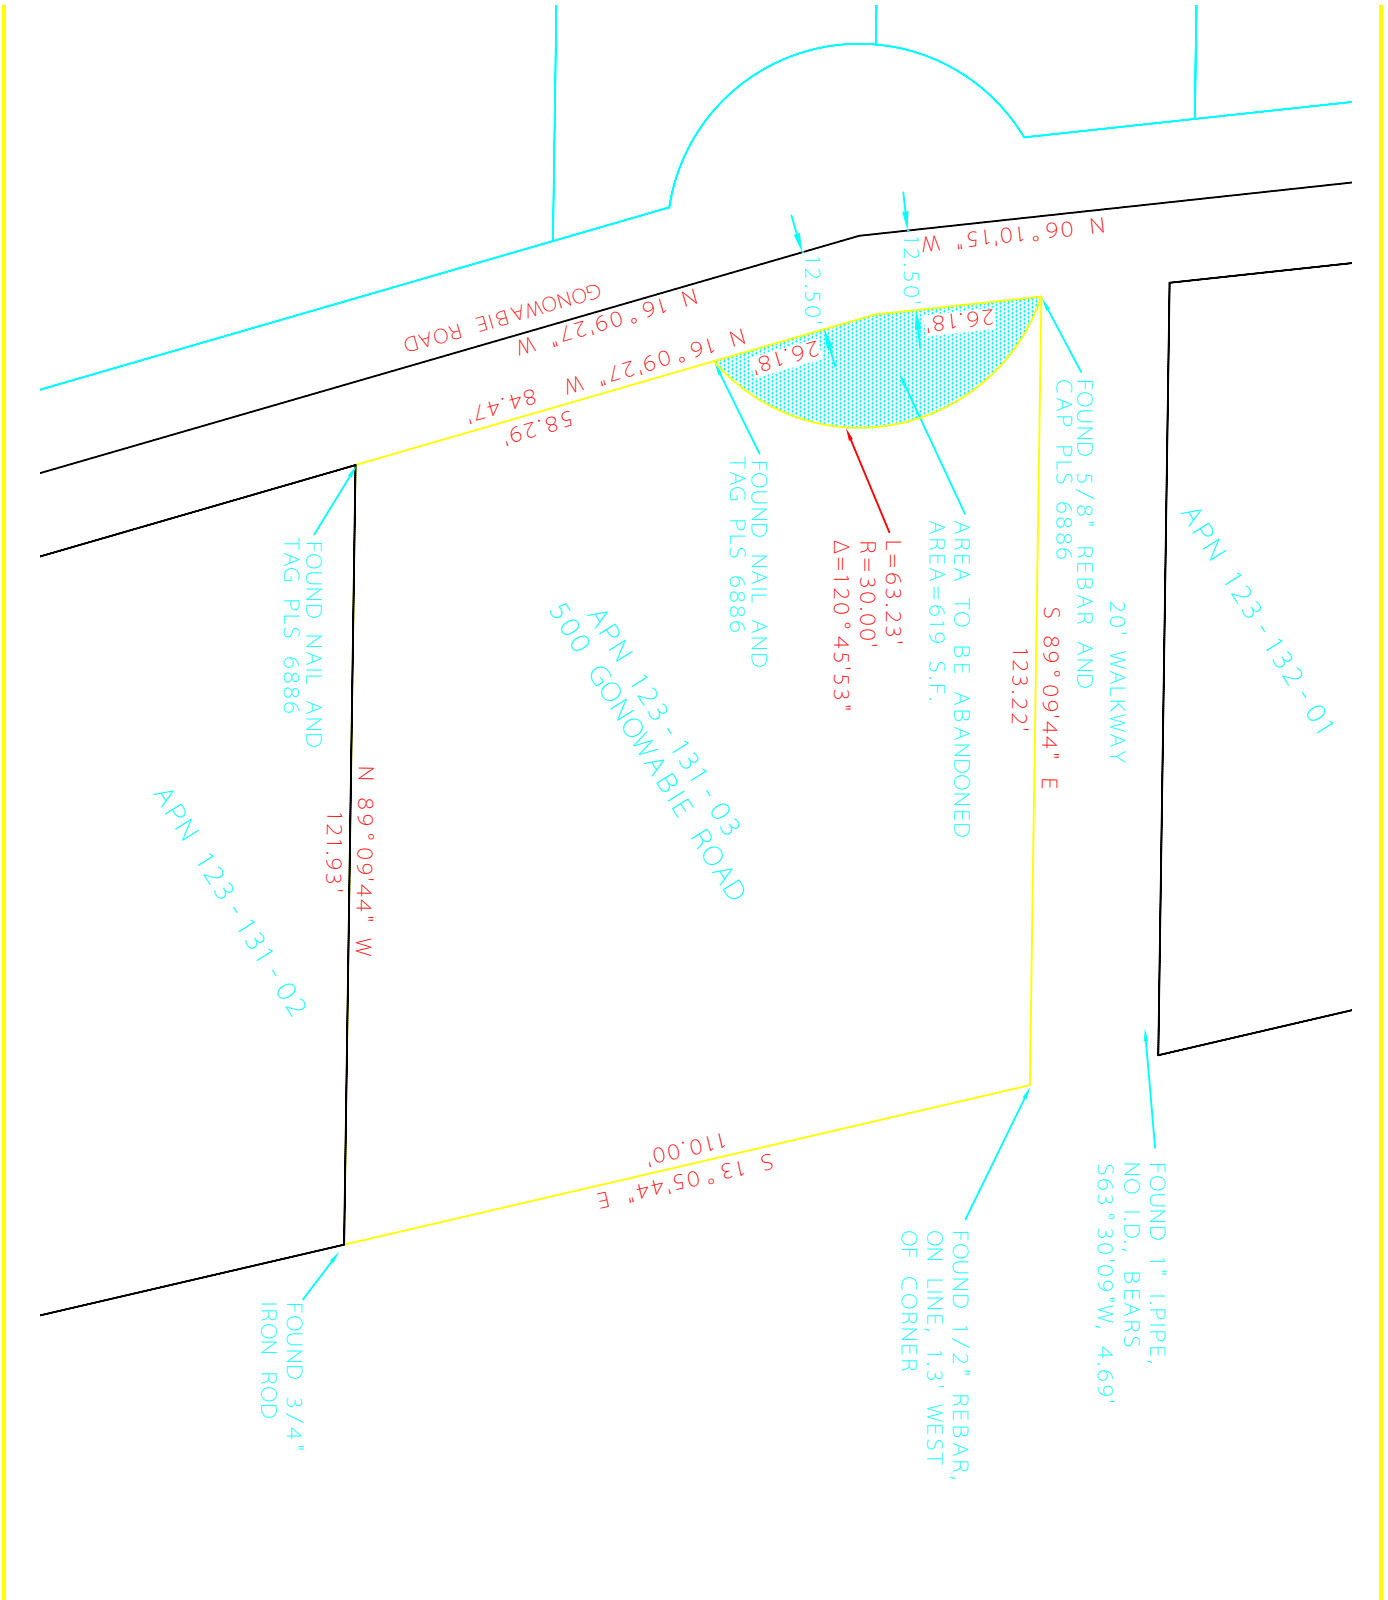 N 06°10'15" W
12.50'
12.50'
26.18'
26.18'
GONOWABIE ROAD
N 16°09'27" W
N 16°09'27" W 84.47'
58.29'
FOUND 5/8" REBAR AND
CAP PLS 6886
FOUND NAIL AND
TAG PLS 6886
FOUND NAIL AND
TAG PLS 6886
AREA TO BE ABANDONED
AREA=619 S.F.
L=63.23'
R=30.00'
Δ=120°45'53"
20' WALKWAY
S 89°09'44" E
123.22'
APN 123-132-01
APN 123-131-03
500 GONOWABIE ROAD
N 89°09'44" W
121.93'
APN 123-131-02
S 13°05'44" E
110.00'
FOUND 1" I.PIPE,
NO I.D., BEARS
S63°30'09"W, 4.69'
FOUND 1/2" REBAR,
ON LINE, 1.3' WEST
OF CORNER
FOUND 3/4"
IRON ROD